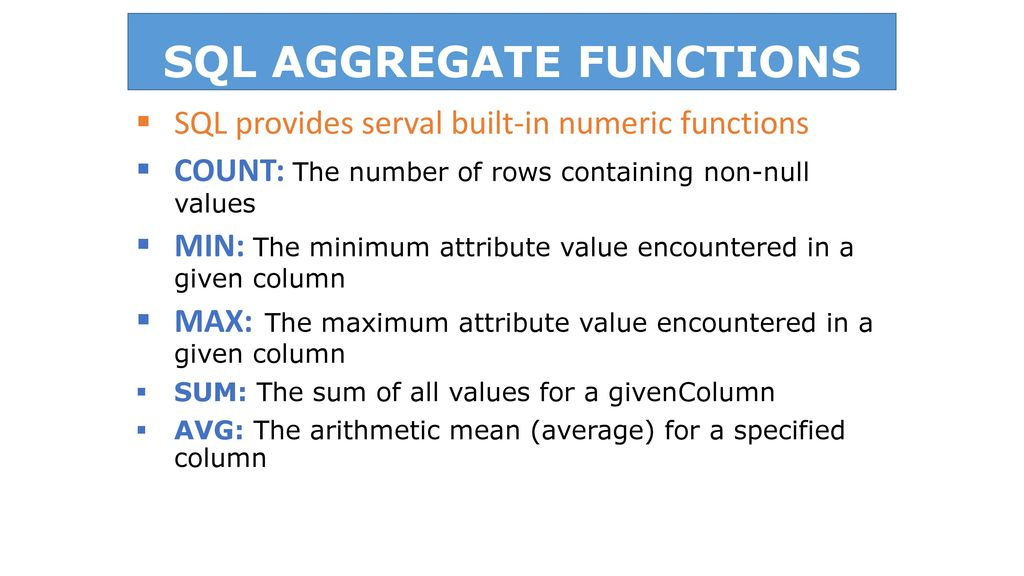 SQL AGGREGATE FUNCTIONS
▪ SQL provides serval built-in numeric functions
▪ COUNT: The number of rows containing non-null
values
▪ MIN: The minimum attribute value encountered in a
given column
▪ MAX: The maximum attribute value encountered in a
given column
▪ SUM: The sum of all values for a givenColumn
▪ AVG: The arithmetic mean (average) for a specified
column